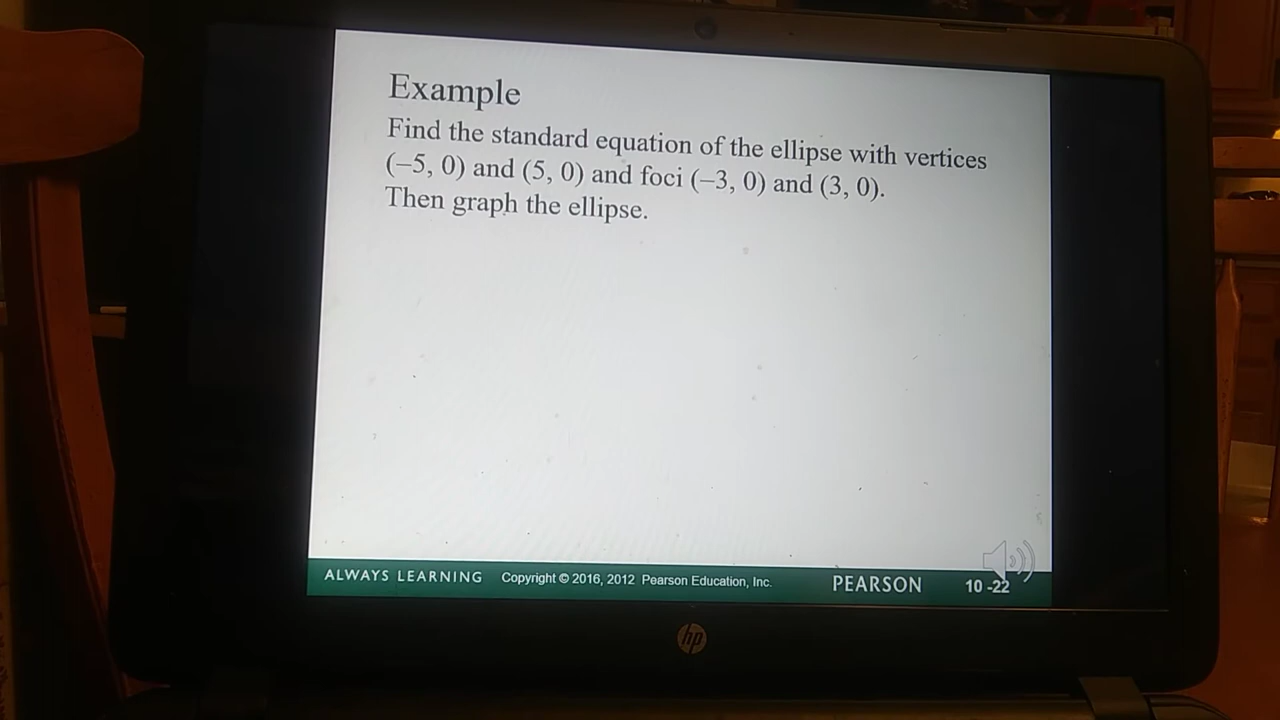 Example
Find the standard equation of the ellipse with vertices
(–5, 0) and (5, 0) and foci (–3, 0) and (3, 0).
Then graph the ellipse.
ALWAYS LEARNING Copyright © 2016, 2012 Pearson Education, Inc. PEARSON 10 -22
hp